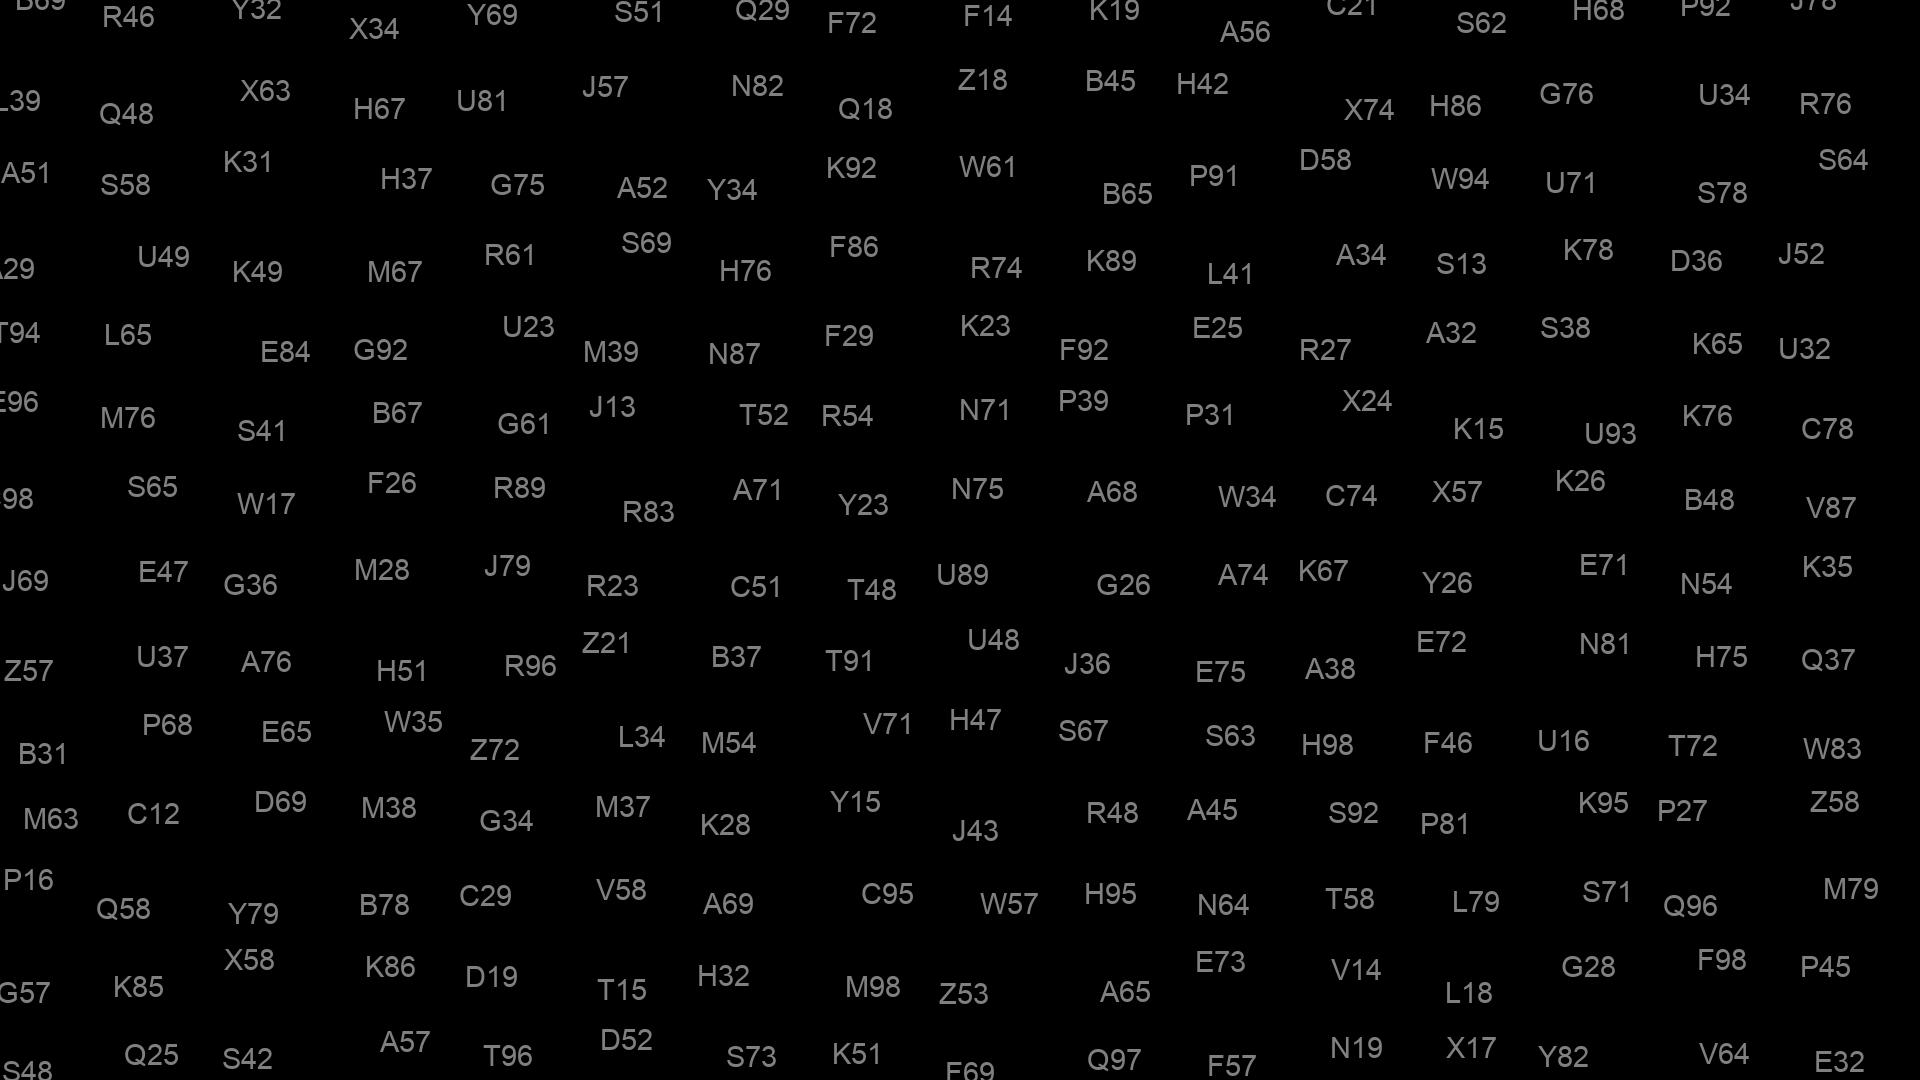 R46 Y32 X34 Y69 S51 Q29 F72 F14 K19 A56 C21 S62 H68 P92 J78
L39 Q48 X63 H67 U81 J57 N82 Q18 Z18 B45 H42 X74 H86 G76 U34 R76
A51 S58 K31 H37 G75 A52 Y34 K92 W61 B65 P91 D58 W94 U71 S78 S64
U49 K49 M67 R61 S69 H76 F86 R74 K89 L41 A34 S13 K78 D36 J52
T94 L65 E84 G92 U23 M39 N87 F29 K23 F92 E25 R27 A32 S38 K65 U32
E96 M76 S41 B67 G61 J13 T52 R54 N71 P39 P31 X24 K15 U93 K76 C78
S65 W17 F26 R89 R83 A71 Y23 N75 A68 W34 C74 X57 K26 B48 V87
J69 E47 G36 M28 J79 R23 C51 T48 U89 G26 A74 K67 Y26 E71 N54 K35
Z57 U37 A76 H51 R96 Z21 B37 T91 U48 J36 E75 A38 E72 N81 H75 Q37
B31 P68 E65 W35 Z72 L34 M54 V71 H47 S67 S63 H98 F46 U16 T72 W83
M63 C12 D69 M38 G34 M37 K28 Y15 J43 R48 A45 S92 P81 K95 P27 Z58
P16 Q58 Y79 B78 C29 V58 A69 C95 W57 H95 N64 T58 L79 S71 Q96 M79
G57 K85 X58 K86 D19 T15 H32 M98 Z53 A65 E73 V14 L18 G28 F98 P45
S48 Q25 S42 A57 T96 D52 S73 K51 Q97 F57 N19 X17 Y82 V64 E32